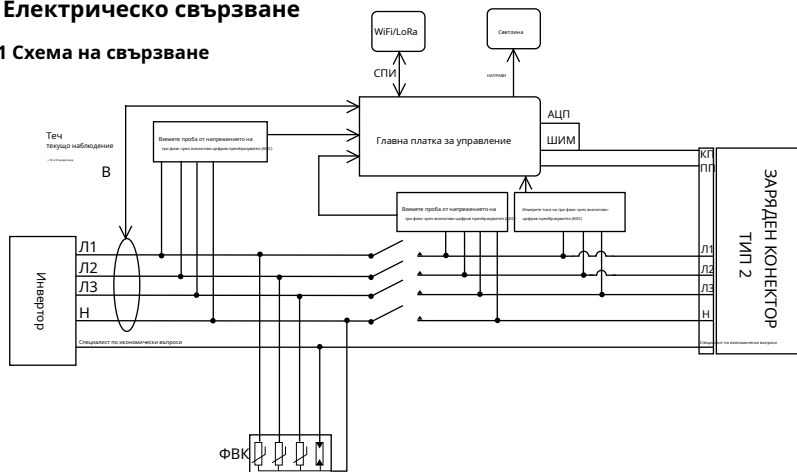 Електрическо свързване
1 Схема на свързване
WiFi/LoRa
Светлина
СПИ
НАПРАВИ
АЦП
ШИМ
Теч
текущо наблюдение
В
Вземете проба от напрежението на
три фази чрез аналогово-цифров преобразувател (ADC)
Главна платка за управление
КП
ПП
Вземете проба от напрежението на
три фази чрез аналогово-цифров преобразувател (ADC)
Измерете тока на три фази чрез аналогово-
цифров преобразувател (ADC)
ЗАРЯДЕН КОНЕКТОР
ТИП 2
Инвертор
Л1
Л2
Л3
Н
Специалист по икономически въпроси
Л1
Л2
Л3
Н
Специалист по икономически въпроси
ФВК